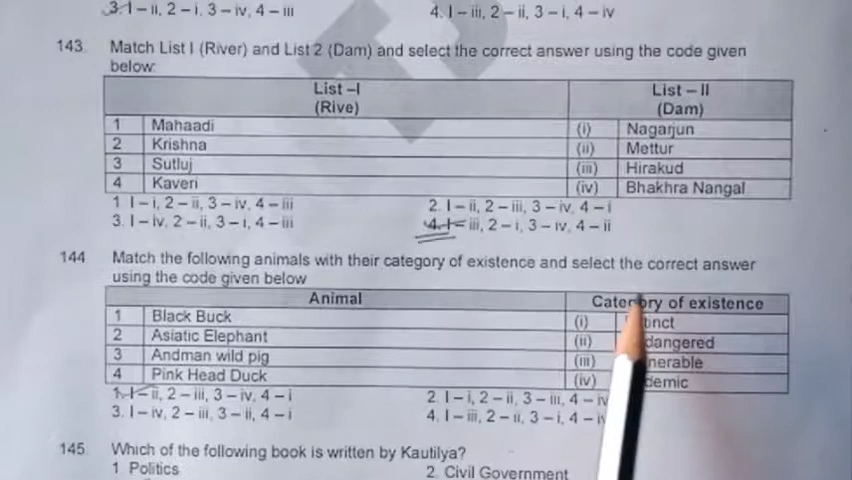 3. I – ii, 2 – i, 3 – iv, 4 – iii 4. I – iii, 2 – ii, 3 – i, 4 – iv
143. Match List I (River) and List 2 (Dam) and select the correct answer using the code given
below:
List –I List – II
(Rive) (Dam)
1 Mahaadi (i) Nagarjun
2 Krishna (ii) Mettur
3 Sutluj (iii) Hirakud
4 Kaveri (iv) Bhakhra Nangal
1 I – i, 2 – ii, 3 – iv, 4 – iii 2. I – ii, 2 – iii, 3 – iv, 4 – i
3. I – iv, 2 – ii, 3 – i, 4 – iii 4. I – iii, 2 – i, 3 – iv, 4 – ii
144 Match the following animals with their category of existence and select the correct answer
using the code given below
Animal Category of existence
1 Black Buck (i) tinct
2 Asiatic Elephant (ii) dangered
3 Andman wild pig (iii) nerable
4 Pink Head Duck (iv) demic
1. I – ii, 2 – iii, 3 – iv, 4 – i 2. I – i, 2 – ii, 3 – iii, 4 – iv
3. I – iv, 2 – iii, 3 – ii, 4 – i 4. I – iii, 2 – ii, 3 – i, 4 – iv
145. Which of the following book is written by Kautilya?
1 Politics 2. Civil Government